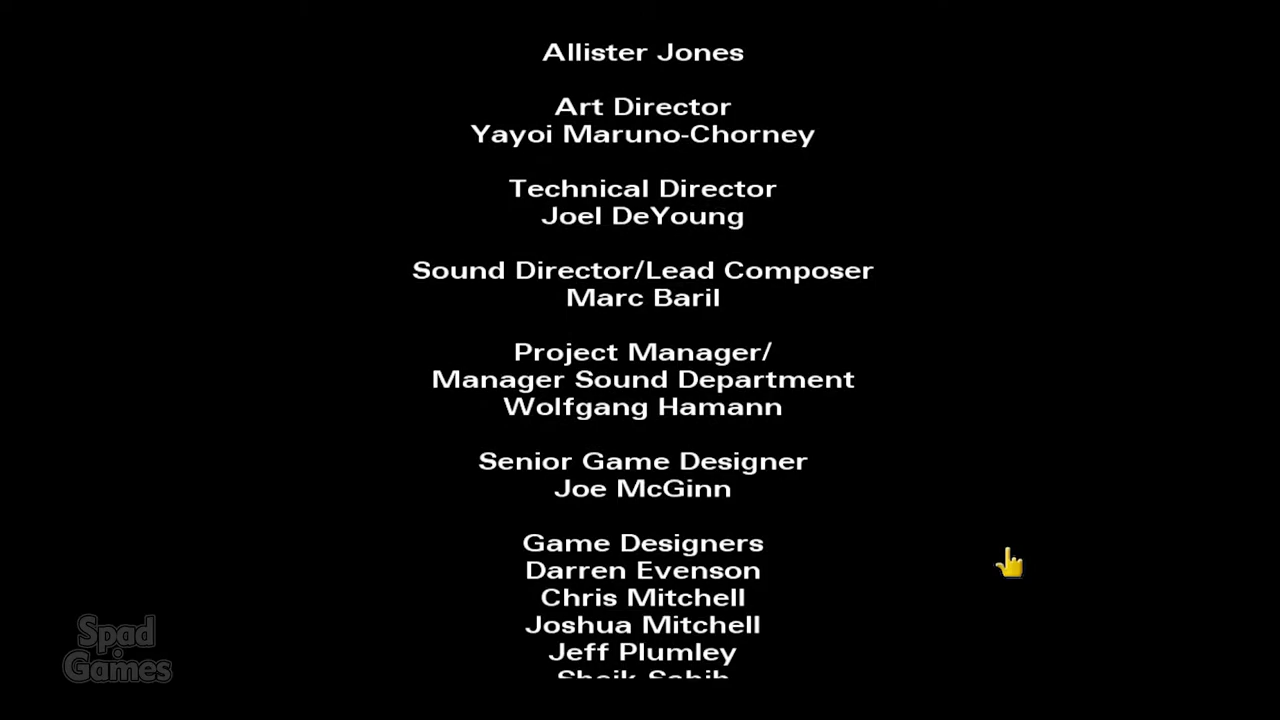 Allister Jones
Art Director
Yayoi Maruno-Chorney
Technical Director
Joel DeYoung
Sound Director/Lead Composer
Marc Baril
Project Manager/
Manager Sound Department
Wolfgang Hamann
Senior Game Designer
Joe McGinn
Game Designers
Darren Evenson
Chris Mitchell
Joshua Mitchell
Jeff Plumley
Spad
Games